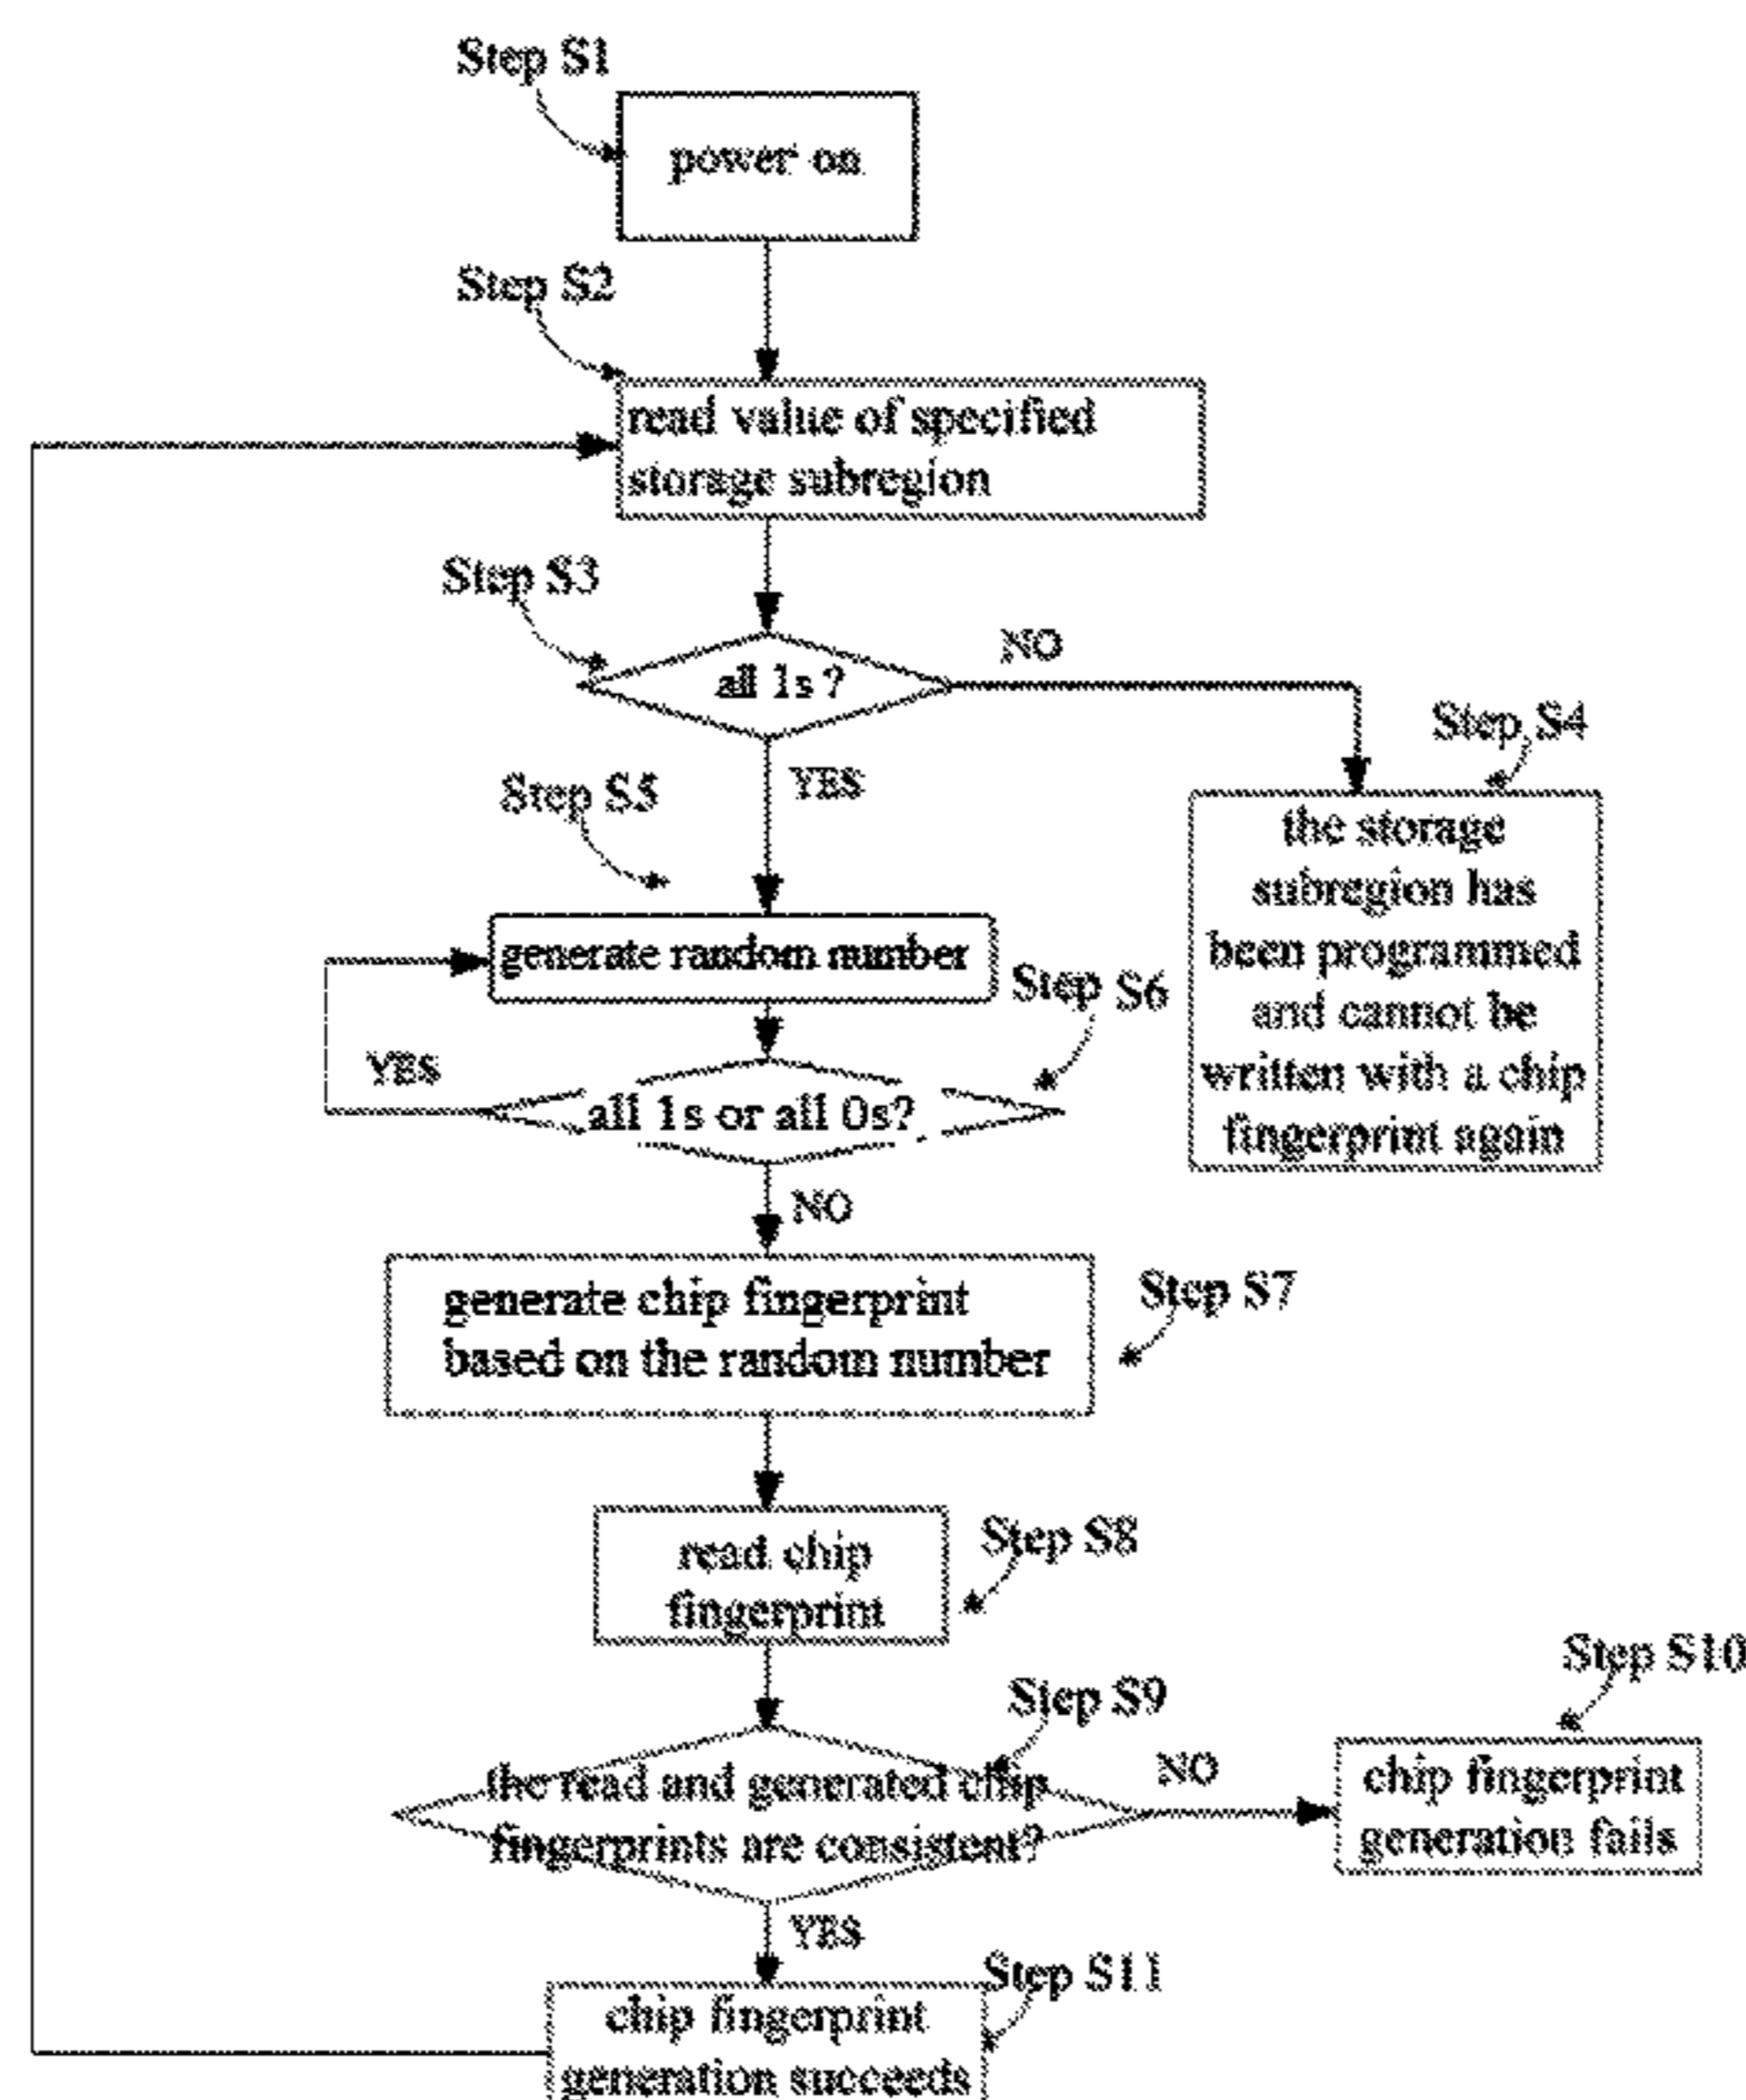 Step S1
power on
Step S2
read value of specified
storage subregion
Step S3
all 1s ?
NO
YES
Step S4
the storage
subregion has
been programmed
and cannot be
written with a chip
fingerprint again
Step S5
generate random number
Step S6
all 1s or all 0s?
YES
NO
generate chip fingerprint
based on the random number
Step S7
read chip
fingerprint
Step S8
Step S9
the read and generated chip
fingerprints are consistent?
NO
Step S10
chip fingerprint
generation fails
YES
Step S11
chip fingerprint
generation succeeds